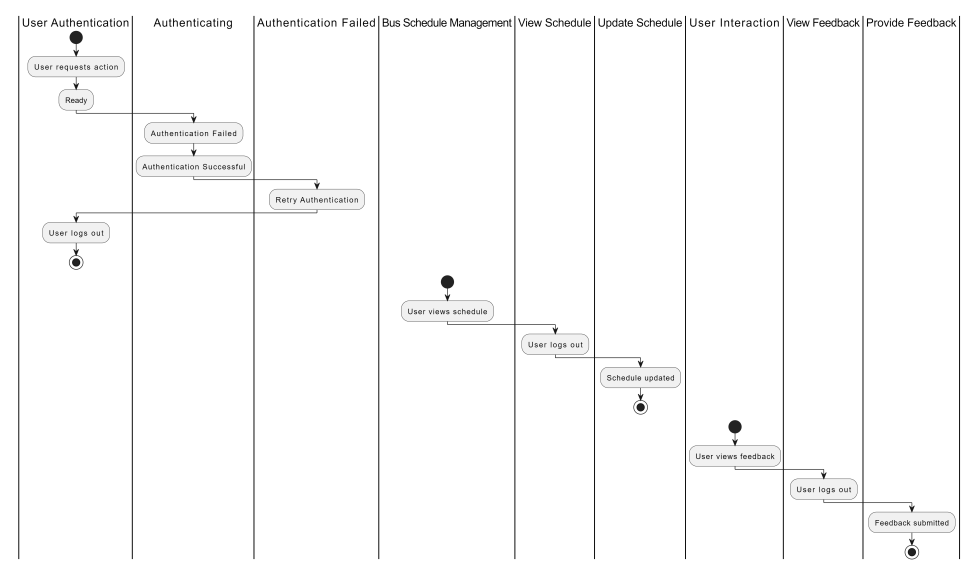 User Authentication
Authenticating
Authentication Failed
Bus Schedule Management
View Schedule
Update Schedule
User Interaction
View Feedback
Provide Feedback
User requests action
Ready
Authentication Failed
Authentication Successful
Retry Authentication
User logs out
User views schedule
User logs out
Schedule updated
User views feedback
User logs out
Feedback submitted